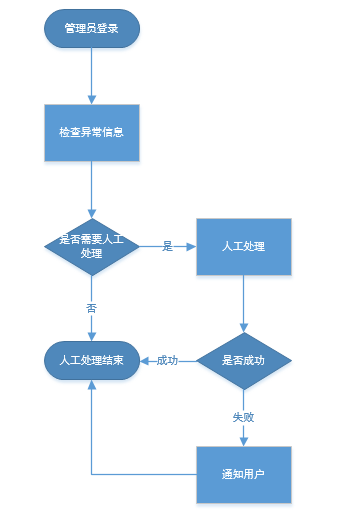 管理员登录
检查异常信息
是否需要人工
处理
是
人工处理
否
人工处理结束
成功
是否成功
失败
通知用户